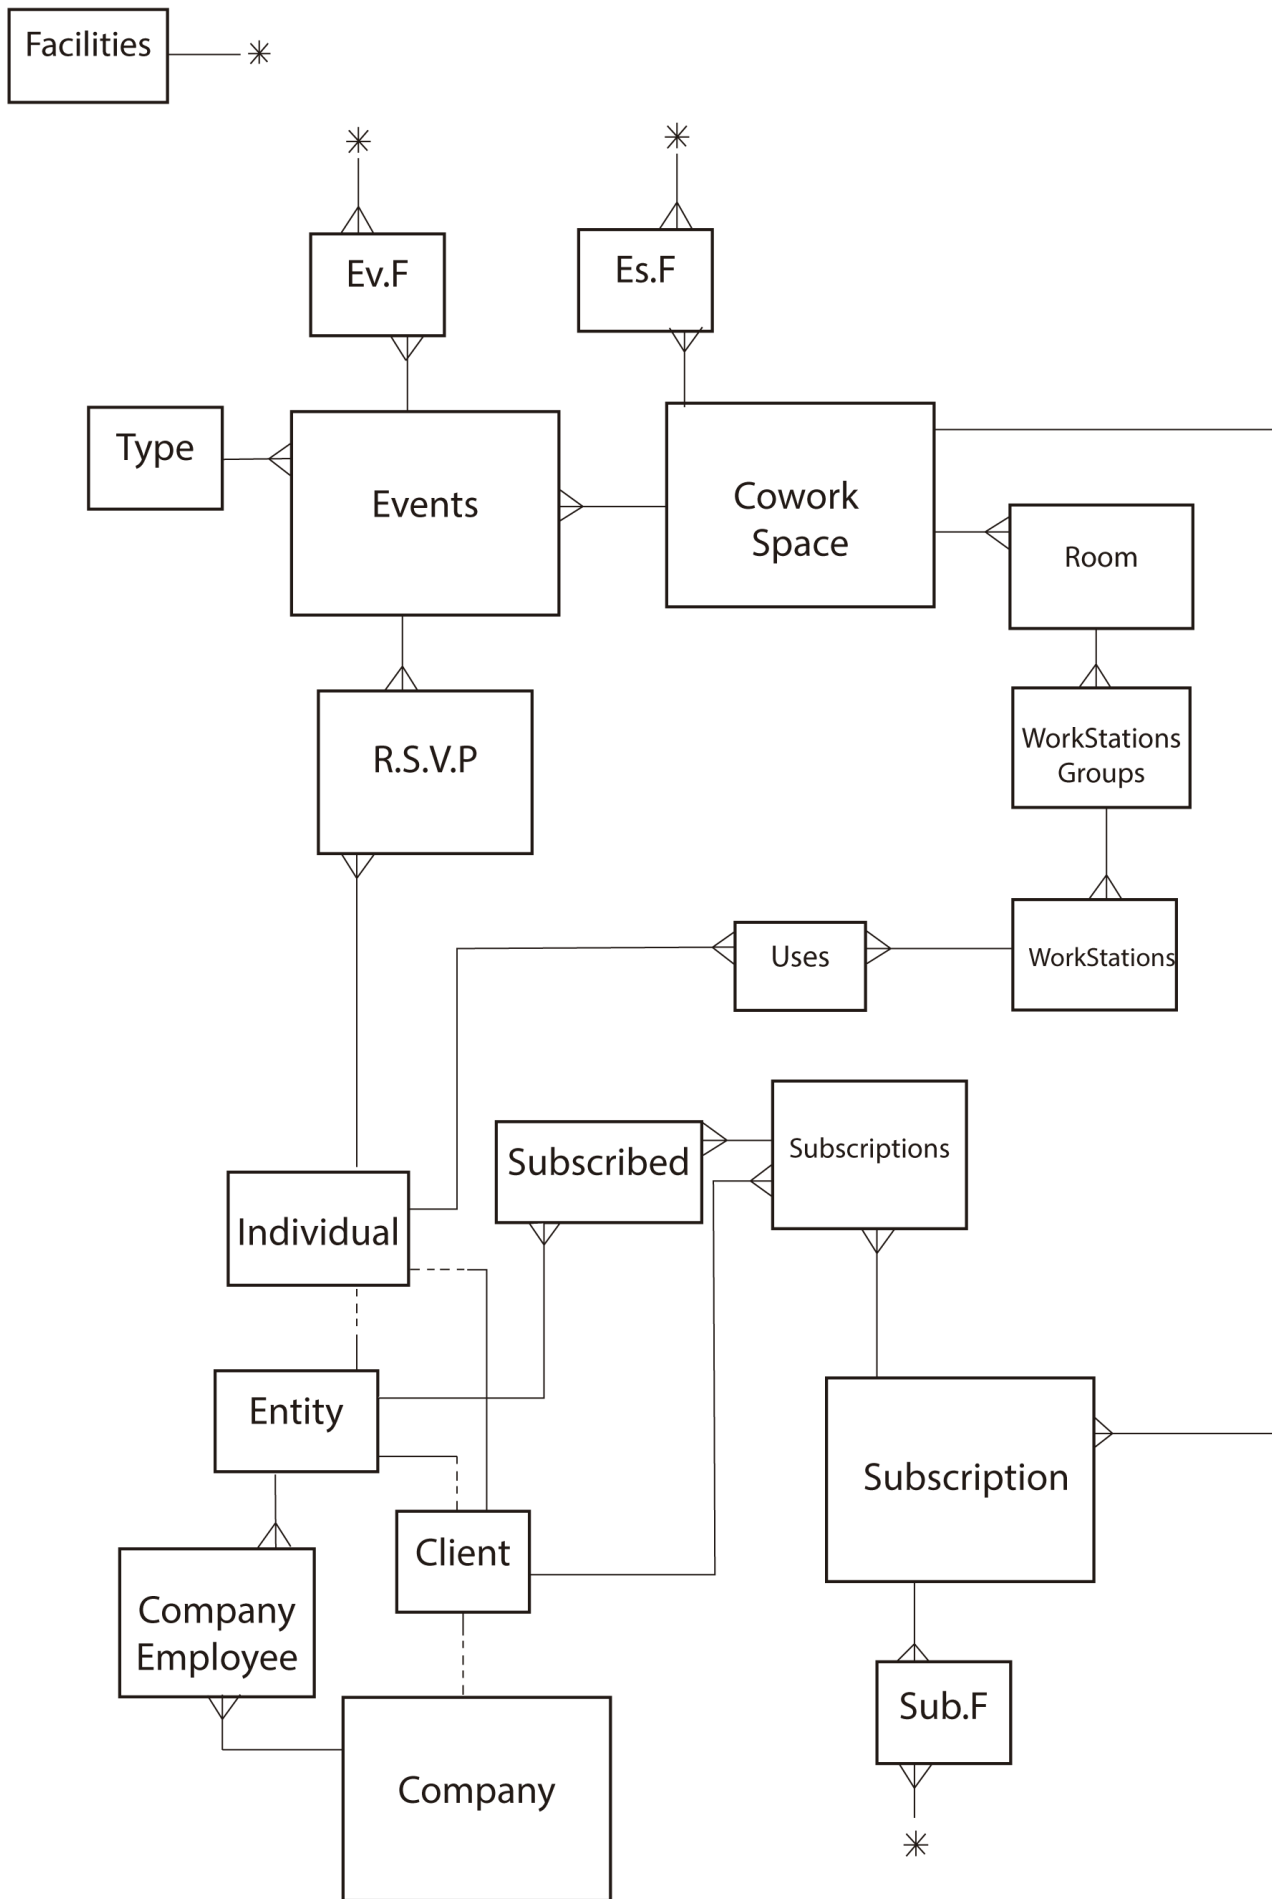 Facilities
Ev.F
Es.F
Type
Events
Cowork
Space
Room
R.S.V.P
WorkStations
Groups
Uses
WorkStations
Subscribed
Subscriptions
Individual
Entity
Subscription
Client
Company
Employee
Sub.F
Company